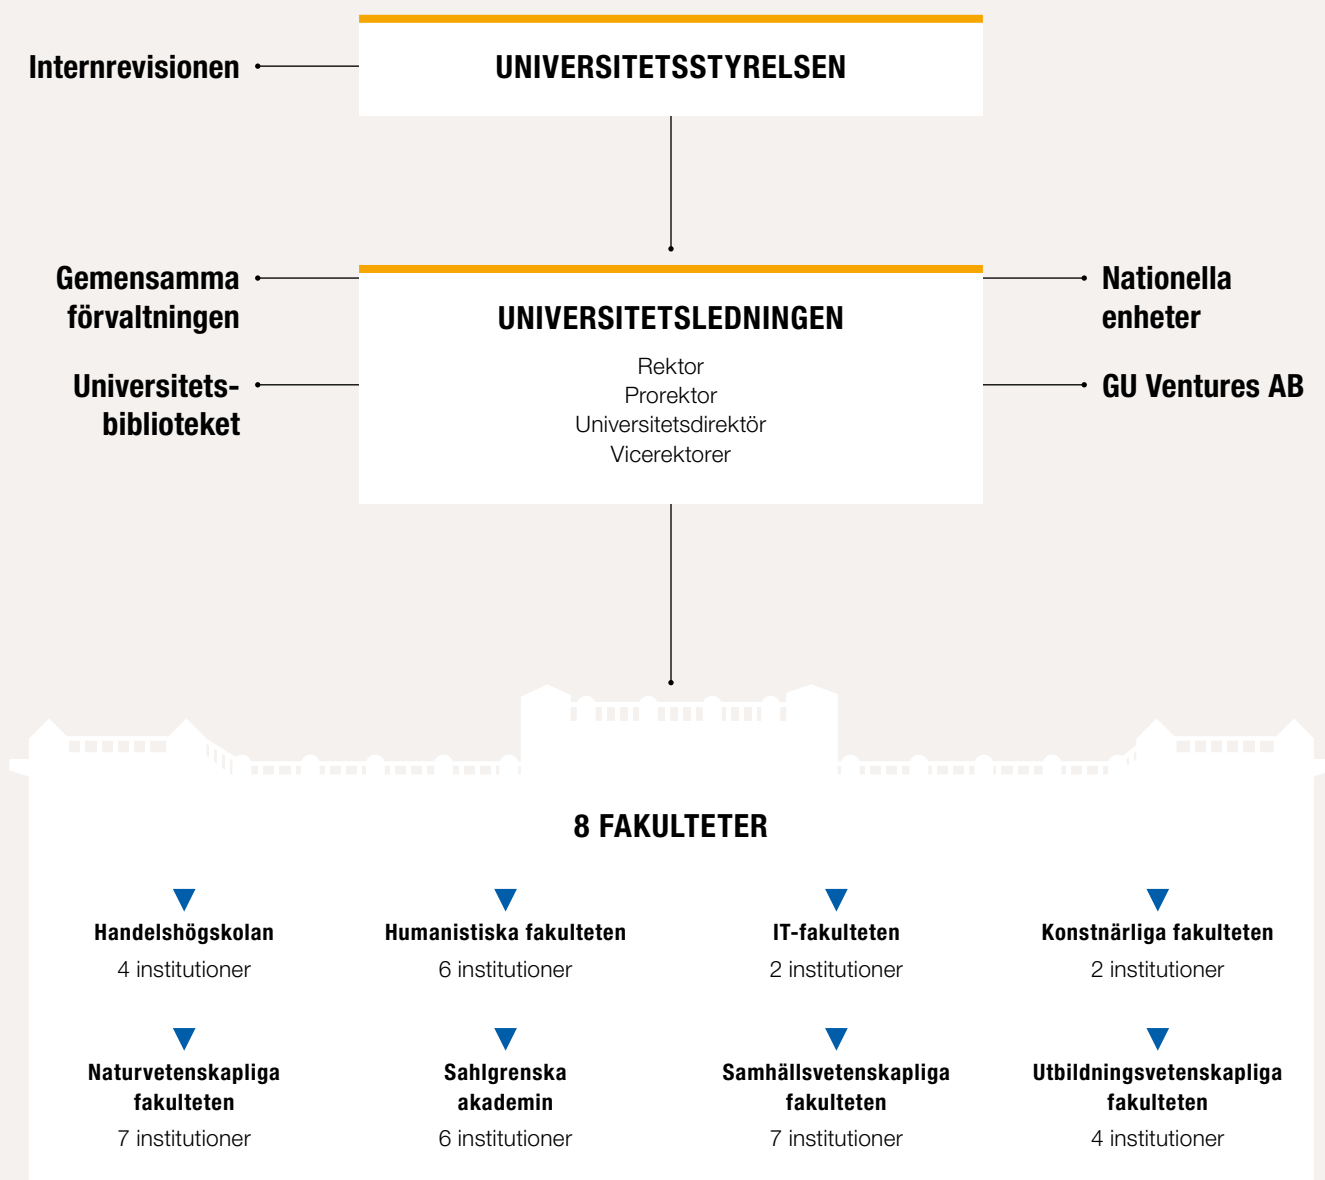 Internrevisionen
UNIVERSITETSSTYRELSEN
Gemensamma
förvaltningen
Universitets-
biblioteket
UNIVERSITETSLEDNINGEN
Rektor
Prorektor
Universitetsdirektör
Vicerektorer
Nationella
enheter
GU Ventures AB
8 FAKULTETER
Handelshögskolan
4 institutioner
Humanistiska fakulteten
6 institutioner
IT-fakulteten
2 institutioner
Konstnärliga fakulteten
2 institutioner
Naturvetenskapliga
fakulteten
7 institutioner
Sahlgrenska
akademin
6 institutioner
Samhällsvetenskapliga
fakulteten
7 institutioner
Utbildningsvetenskapliga
fakulteten
4 institutioner